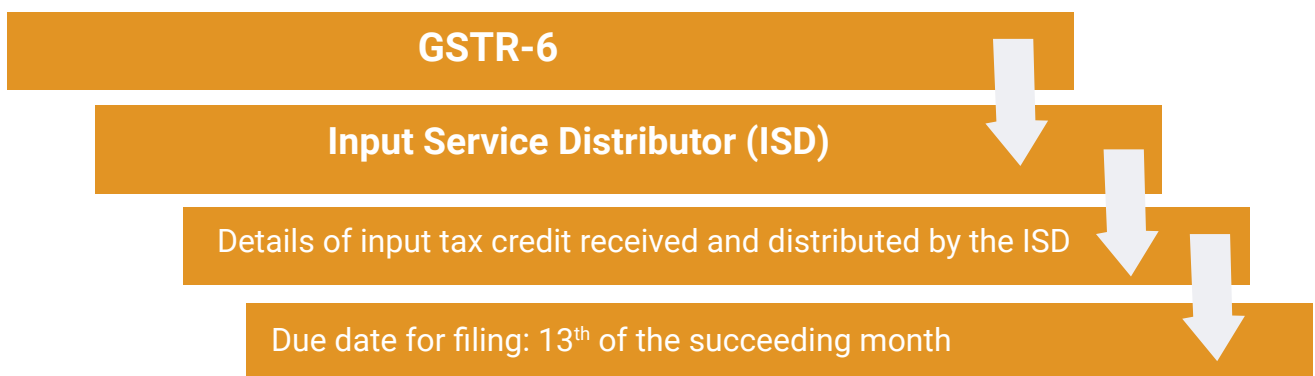 GSTR-6
Input Service Distributor (ISD)
Details of input tax credit received and distributed by the ISD
Due date for filing: 13th of the succeeding month